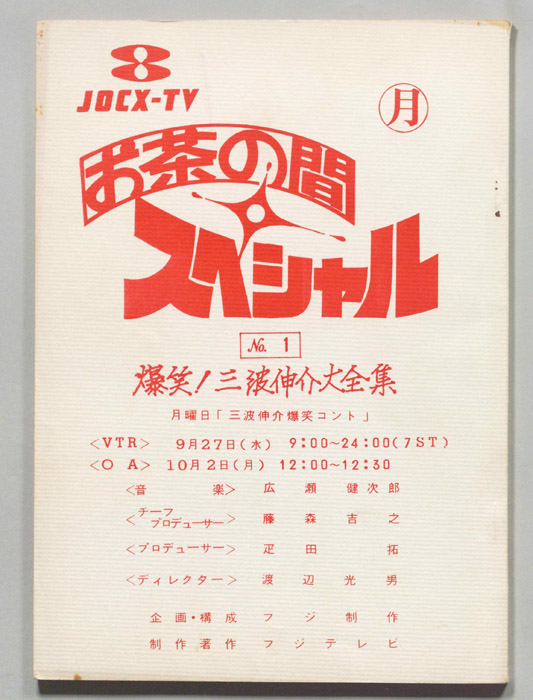 JOCX-TV
月
お茶の間
スペシャル
No. 1
爆笑!三波伸介大全集
月曜日「三波伸介爆笑コント」
<VTR> 9月27日(水) 9:00~24:00(7ST)
<O A> 10月2日(月) 12:00~12:30
<音 楽> 広瀬健次郎
<チーフプロデューサー> 藤森吉之
<プロデューサー> 疋田 拓
<ディレクター> 渡辺光男
企画・構成 フジ制作
制作著作 フジテレビ